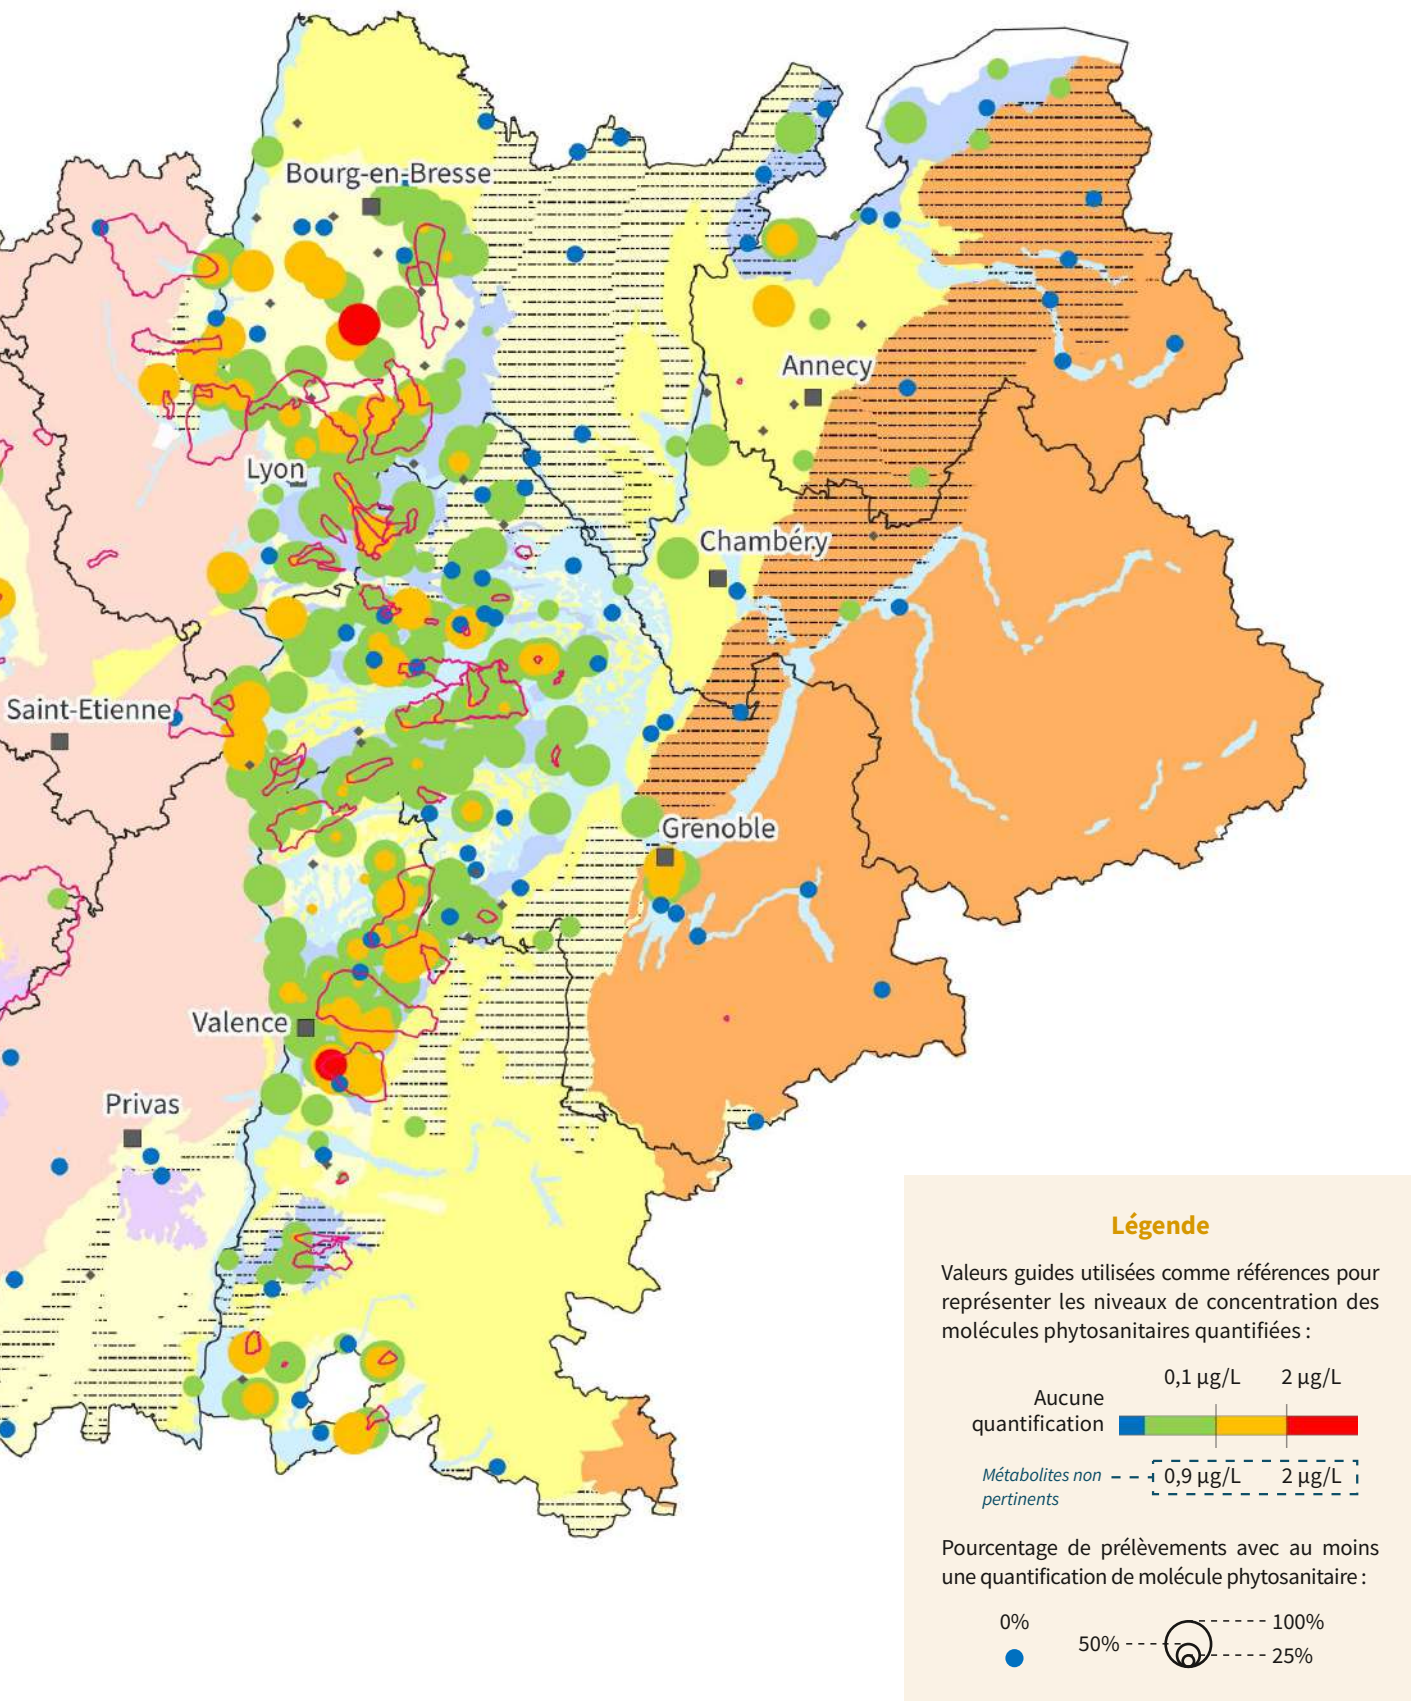 Bourg-en-Bresse
Annecy
Lyon
Chambéry
Saint-Etienne
Grenoble
Valence
Privas
Légende
Valeurs guides utilisées comme références pour
représenter les niveaux de concentration des
molécules phytosanitaires quantifiées :
0,1 µg/L 2 µg/L
Aucune
quantification
Métabolites non
pertinents
0,9 µg/L 2 µg/L
Pourcentage de prélèvements avec au moins
une quantification de molécule phytosanitaire :
0%
100%
50%
25%